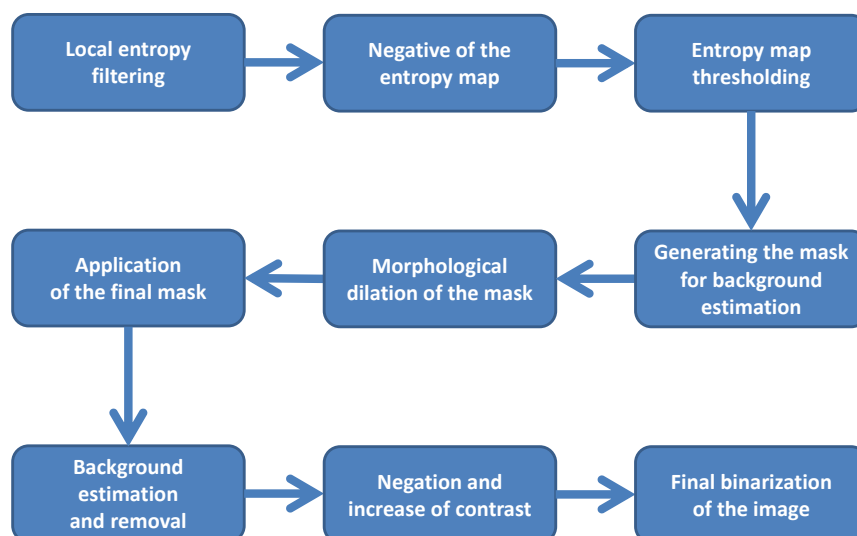 Local entropy
filtering
Negative of the
entropy map
Entropy map
thresholding
Generating the mask
for background
estimation
Morphological
dilation of the mask
Application
of the final mask
Background
estimation
and removal
Negation and
increase of contrast
Final binarization
of the image